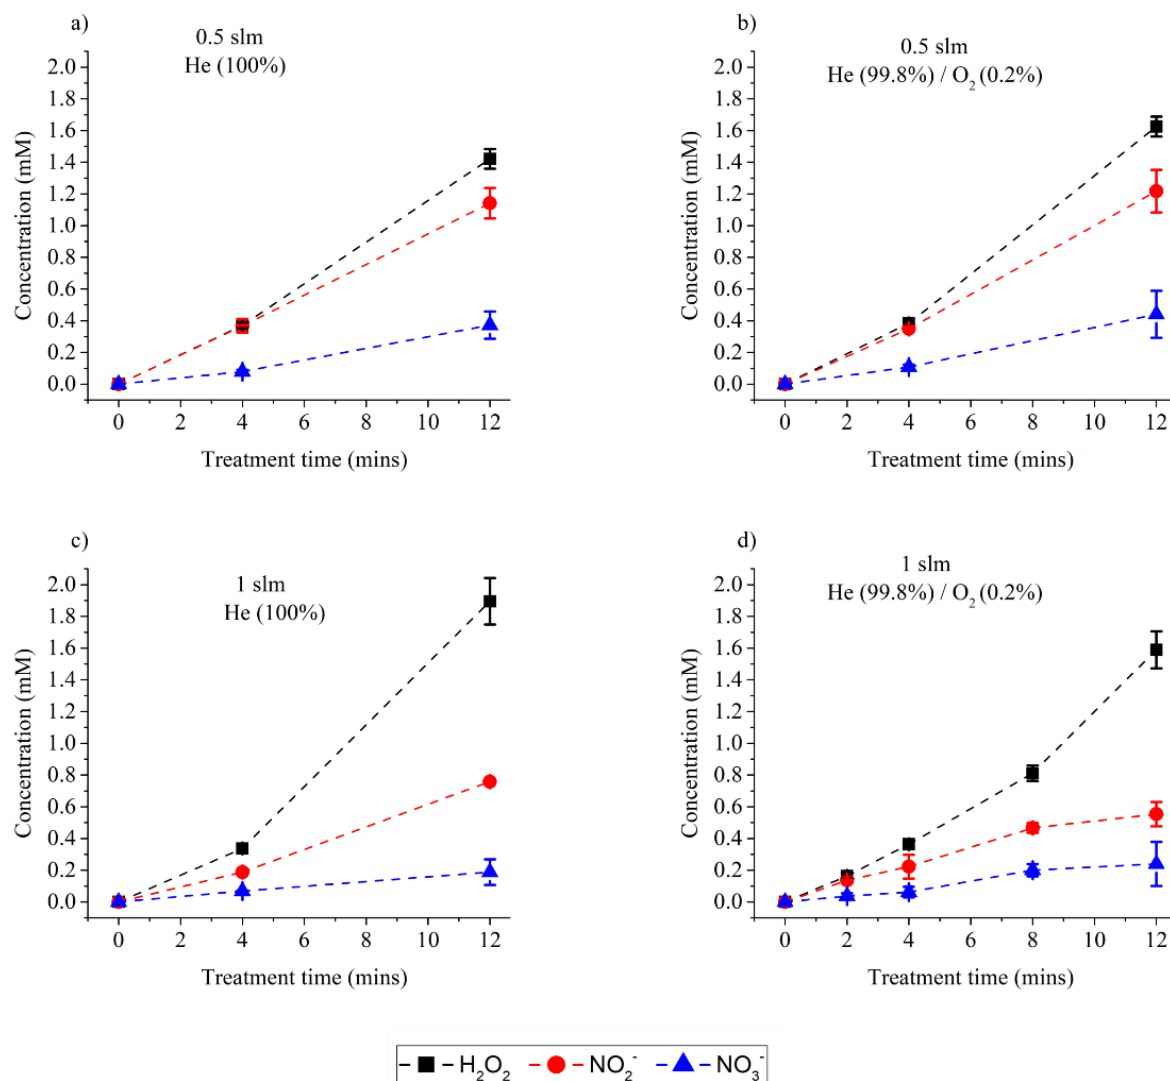 a)
0.5 slm
He (100%)
Concentration (mM)
2.0
1.8
1.6
1.4
1.2
1.0
0.8
0.6
0.4
0.2
0.0
0 2 4 6 8 10 12
Treatment time (mins)
b)
0.5 slm
He (99.8%) / O₂ (0.2%)
Concentration (mM)
2.0
1.8
1.6
1.4
1.2
1.0
0.8
0.6
0.4
0.2
0.0
0 2 4 6 8 10 12
Treatment time (mins)
c)
1 slm
He (100%)
Concentration (mM)
2.0
1.8
1.6
1.4
1.2
1.0
0.8
0.6
0.4
0.2
0.0
0 2 4 6 8 10 12
Treatment time (mins)
d)
1 slm
He (99.8%) / O₂ (0.2%)
Concentration (mM)
2.0
1.8
1.6
1.4
1.2
1.0
0.8
0.6
0.4
0.2
0.0
0 2 4 6 8 10 12
Treatment time (mins)
H₂O₂ NO₂⁻ NO₃⁻